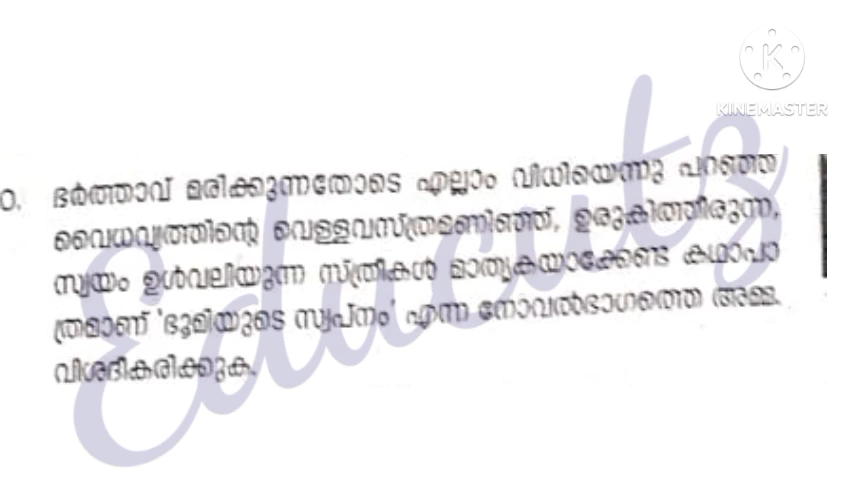 KINEMASTER
ഭർത്താവ് മരിക്കുന്നതോടെ എല്ലാം വിധിയെന്നു പറഞ്ഞ്
വൈധവ്യത്തിന്റെ വെള്ളവസ്ത്രമണിഞ്ഞ്, ഉരുകിത്തീരുന്ന,
സ്വയം ഉൾവലിയുന്ന സ്ത്രീകൾ മാതൃകയാക്കേണ്ട കഥാപാ
ത്രമാണ് 'ഭൂമിയുടെ സ്വപ്നം' എന്ന നോവൽഭാഗത്തെ അമ്മ.
വിശദീകരിക്കുക.
Educutz